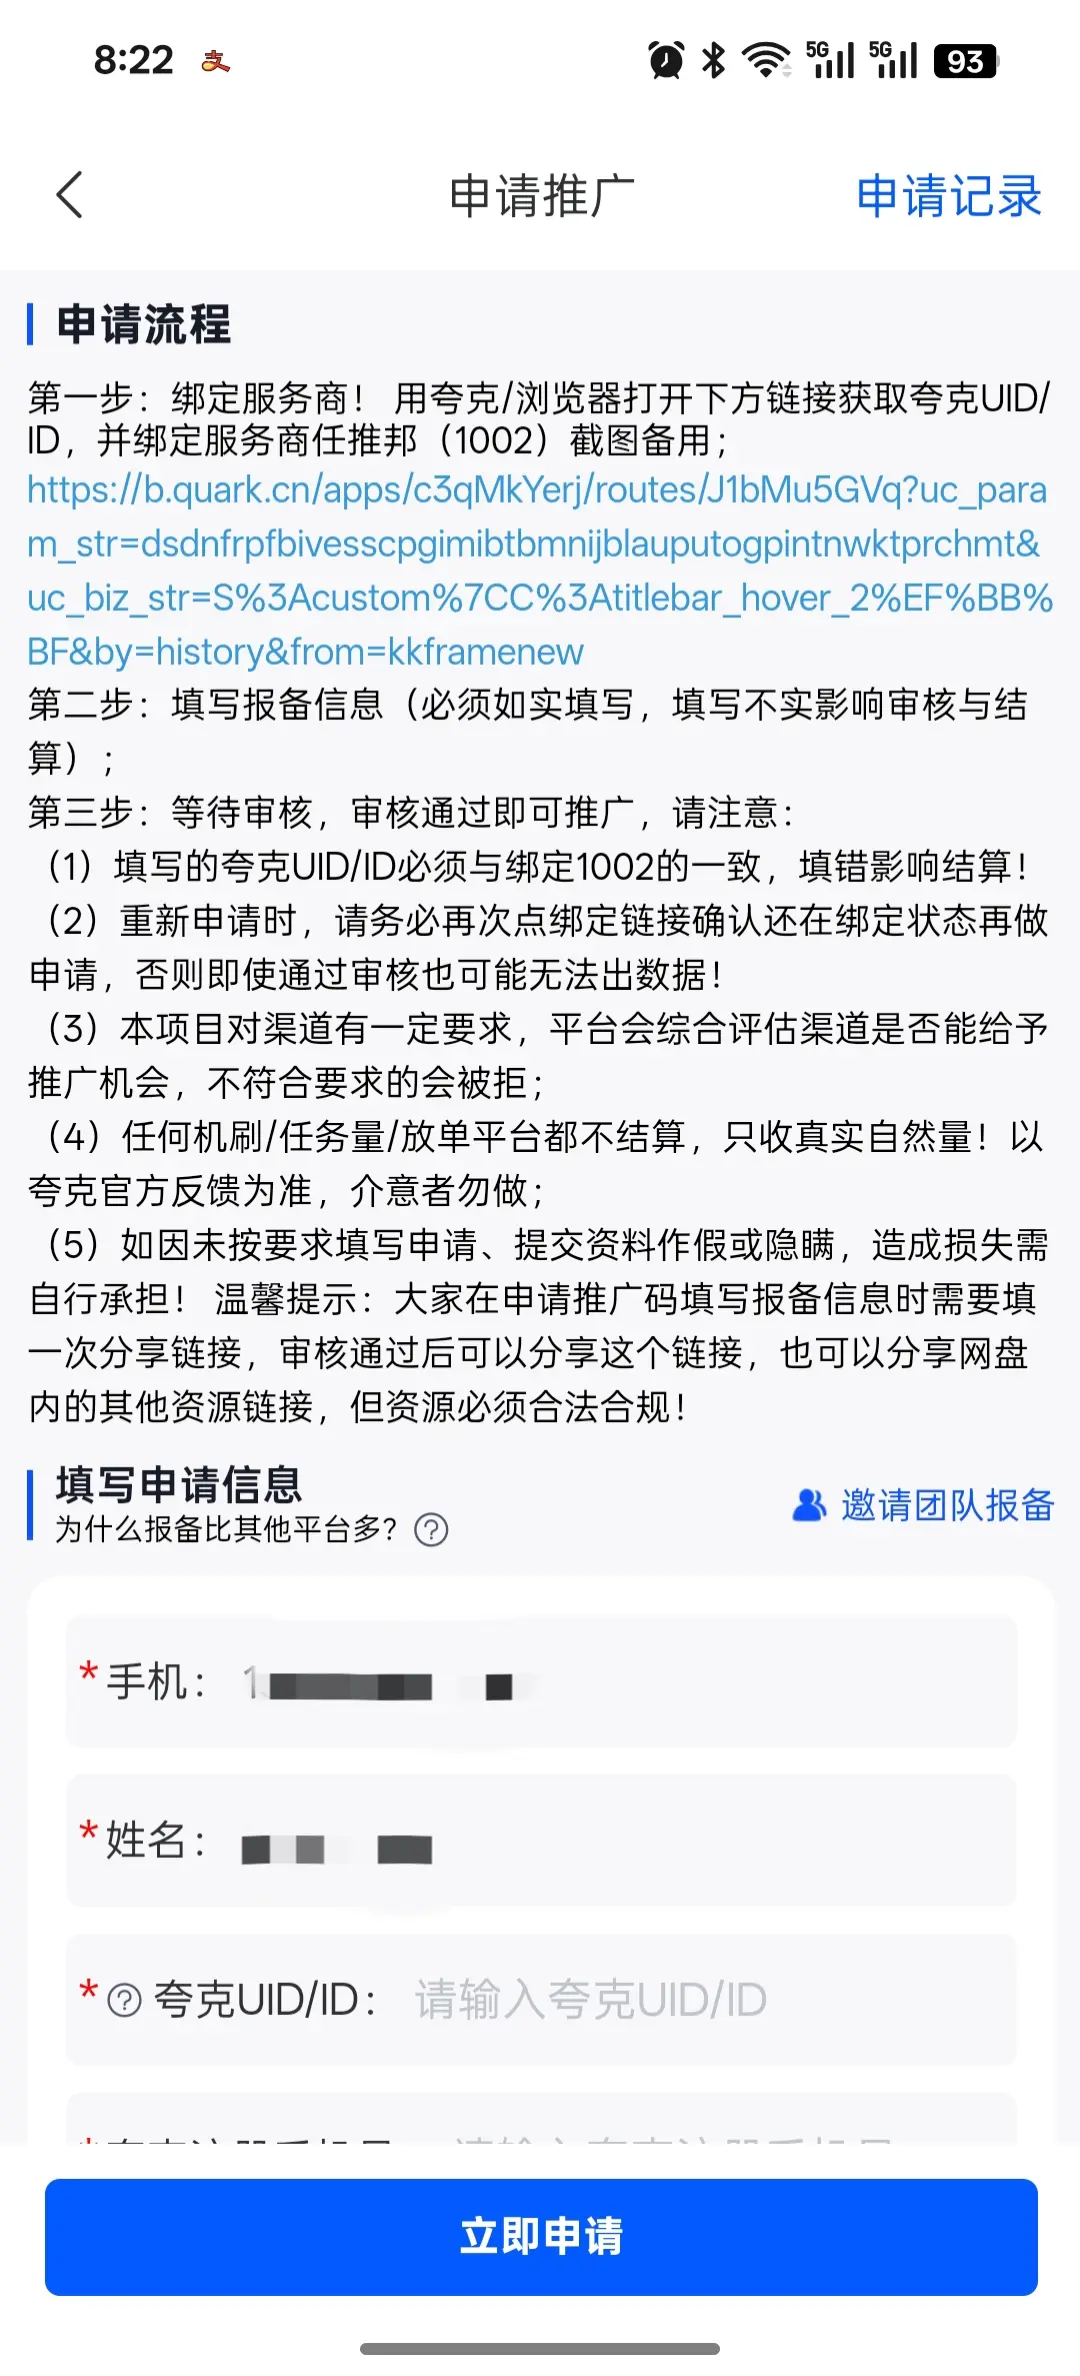 8:22
5G
5G
93
申请推广
申请记录
申请流程
第一步：绑定服务商！ 用夸克/浏览器打开下方链接获取夸克UID/
ID，并绑定服务商任推邦（1002）截图备用；
https://b.quark.cn/apps/c3qMkYerj/routes/J1bMu5GVq?uc_para
m_str=dsdnfrpfbivesscpgimibtbmnijblauputogpintnwktprchmt&
uc_biz_str=S%3Acustom%7CC%3Atitlebar_hover_2%EF%BB%
BF&by=history&from=kkframenew
第二步：填写报备信息（必须如实填写，填写不实影响审核与结
算）；
第三步：等待审核，审核通过即可推广，请注意：
（1）填写的夸克UID/ID必须与绑定1002的一致，填错影响结算！
（2）重新申请时，请务必再次点绑定链接确认还在绑定状态再做
申请，否则即使通过审核也可能无法出数据！
（3）本项目对渠道有一定要求，平台会综合评估渠道是否能给予
推广机会，不符合要求的会被拒；
（4）任何机刷/任务量/放单平台都不结算，只收真实自然量！以
夸克官方反馈为准，介意者勿做；
（5）如因未按要求填写申请、提交资料作假或隐瞒，造成损失需
自行承担！ 温馨提示：大家在申请推广码填写报备信息时需要填
一次分享链接，审核通过后可以分享这个链接，也可以分享网盘
内的其他资源链接，但资源必须合法合规！
填写申请信息
为什么报备比其他平台多？
邀请团队报备
*手机： 1
*姓名：
*夸克UID/ID： 请输入夸克UID/ID
立即申请